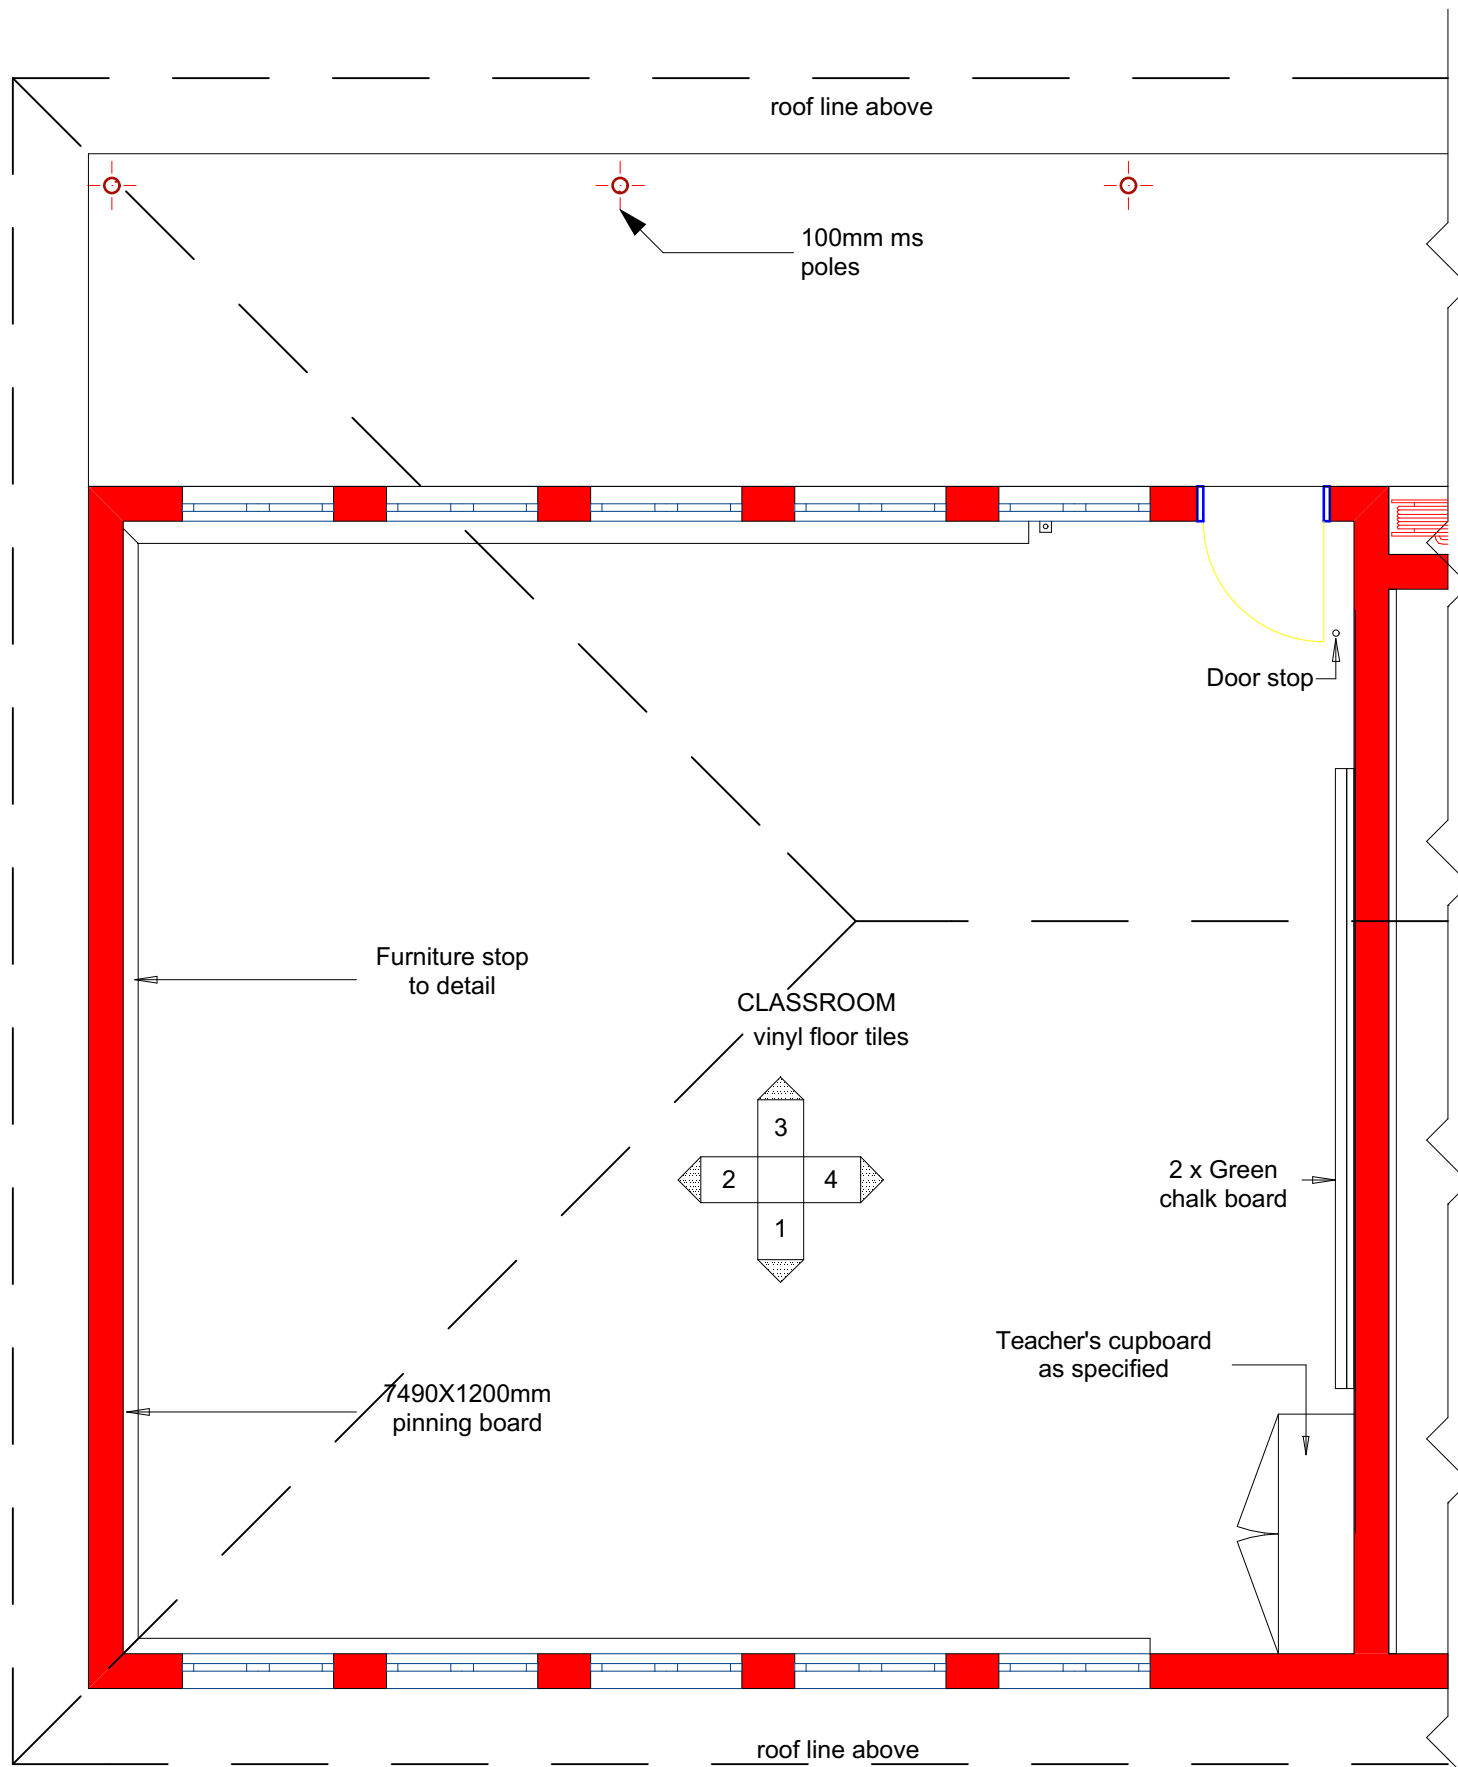 roof line above
100mm ms
poles
Door stop
Furniture stop
to detail
CLASSROOM
vinyl floor tiles
3
2
4
1
2 x Green
chalk board
Teacher's cupboard
as specified
7490X1200mm
pinning board
roof line above